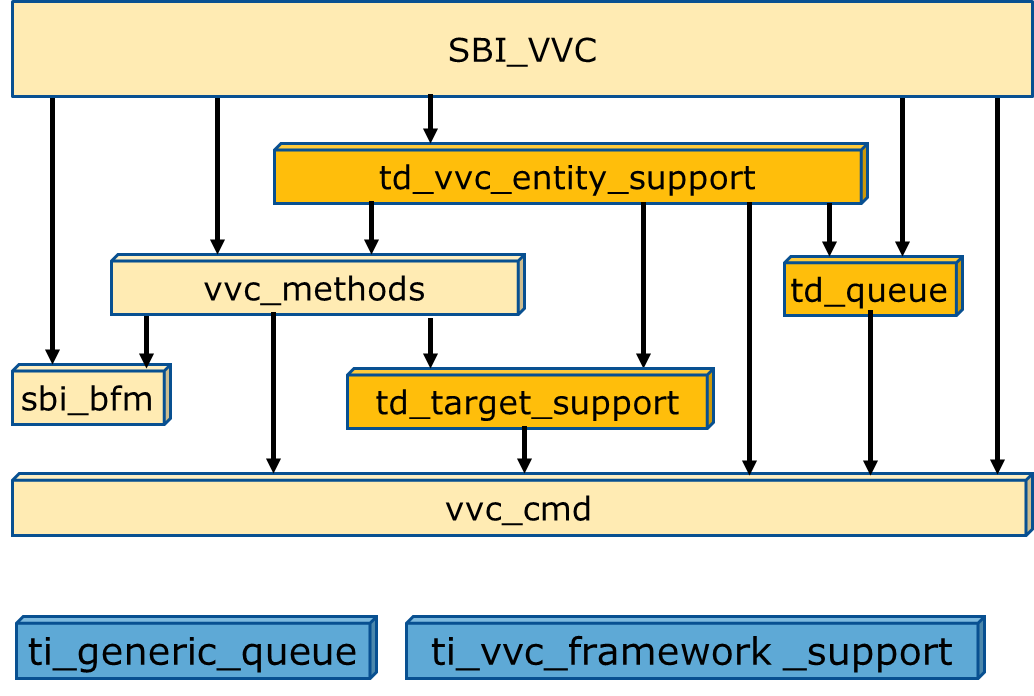 SBI_VVC
td_vvc_entity_support
vvc_methods
td_queue
sbi_bfm
td_target_support
vvc_cmd
ti_generic_queue
ti_vvc_framework _support